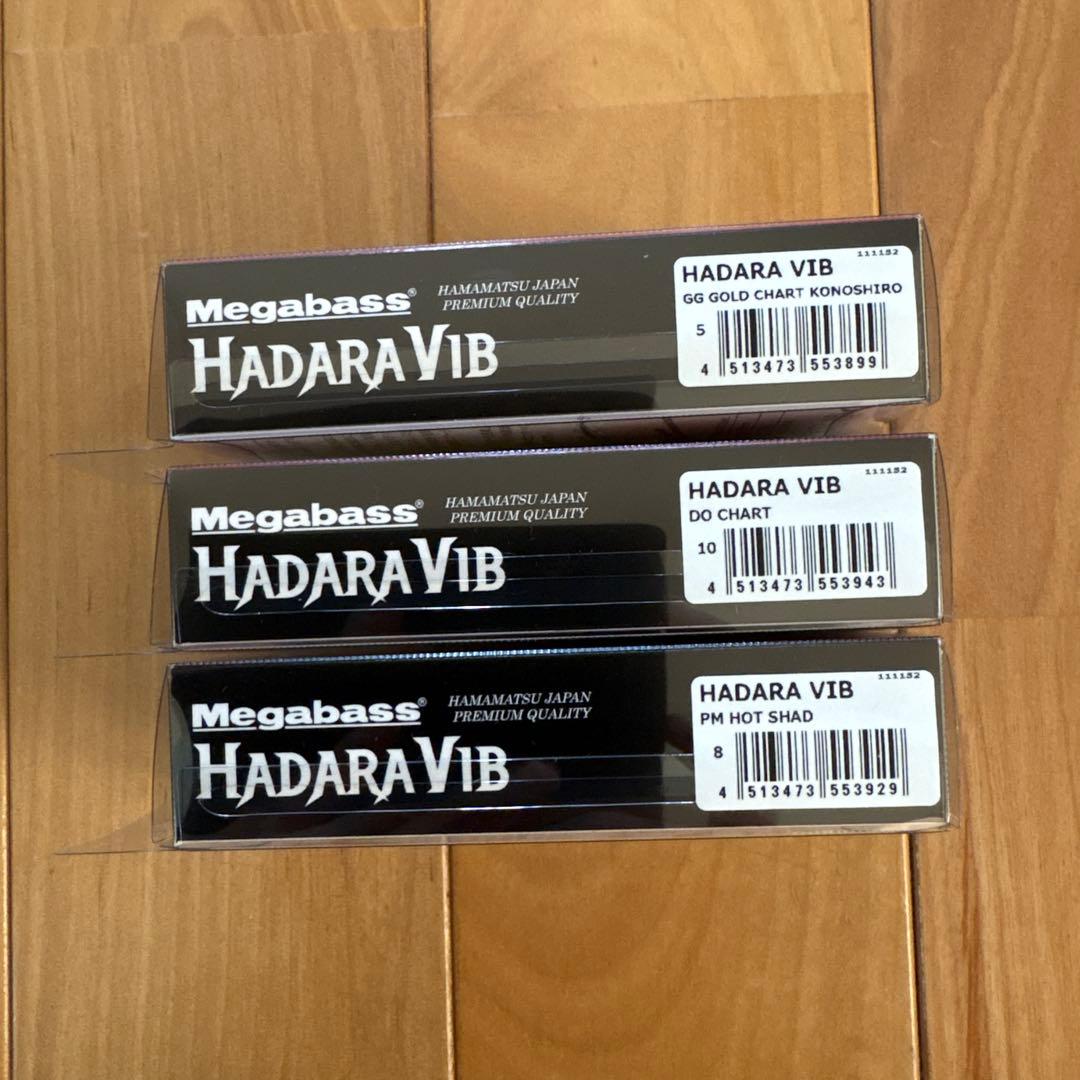 Megabass®
HAMAMATSU JAPAN
PREMIUM QUALITY
HADARA VIB
111152
HADARA VIB
GG GOLD CHART KONOSHIRO
5
4 513473 553899
Megabass®
HAMAMATSU JAPAN
PREMIUM QUALITY
HADARA VIB
111152
HADARA VIB
DO CHART
10
4 513473 553943
Megabass®
HAMAMATSU JAPAN
PREMIUM QUALITY
HADARA VIB
111152
HADARA VIB
PM HOT SHAD
8
4 513473 553929